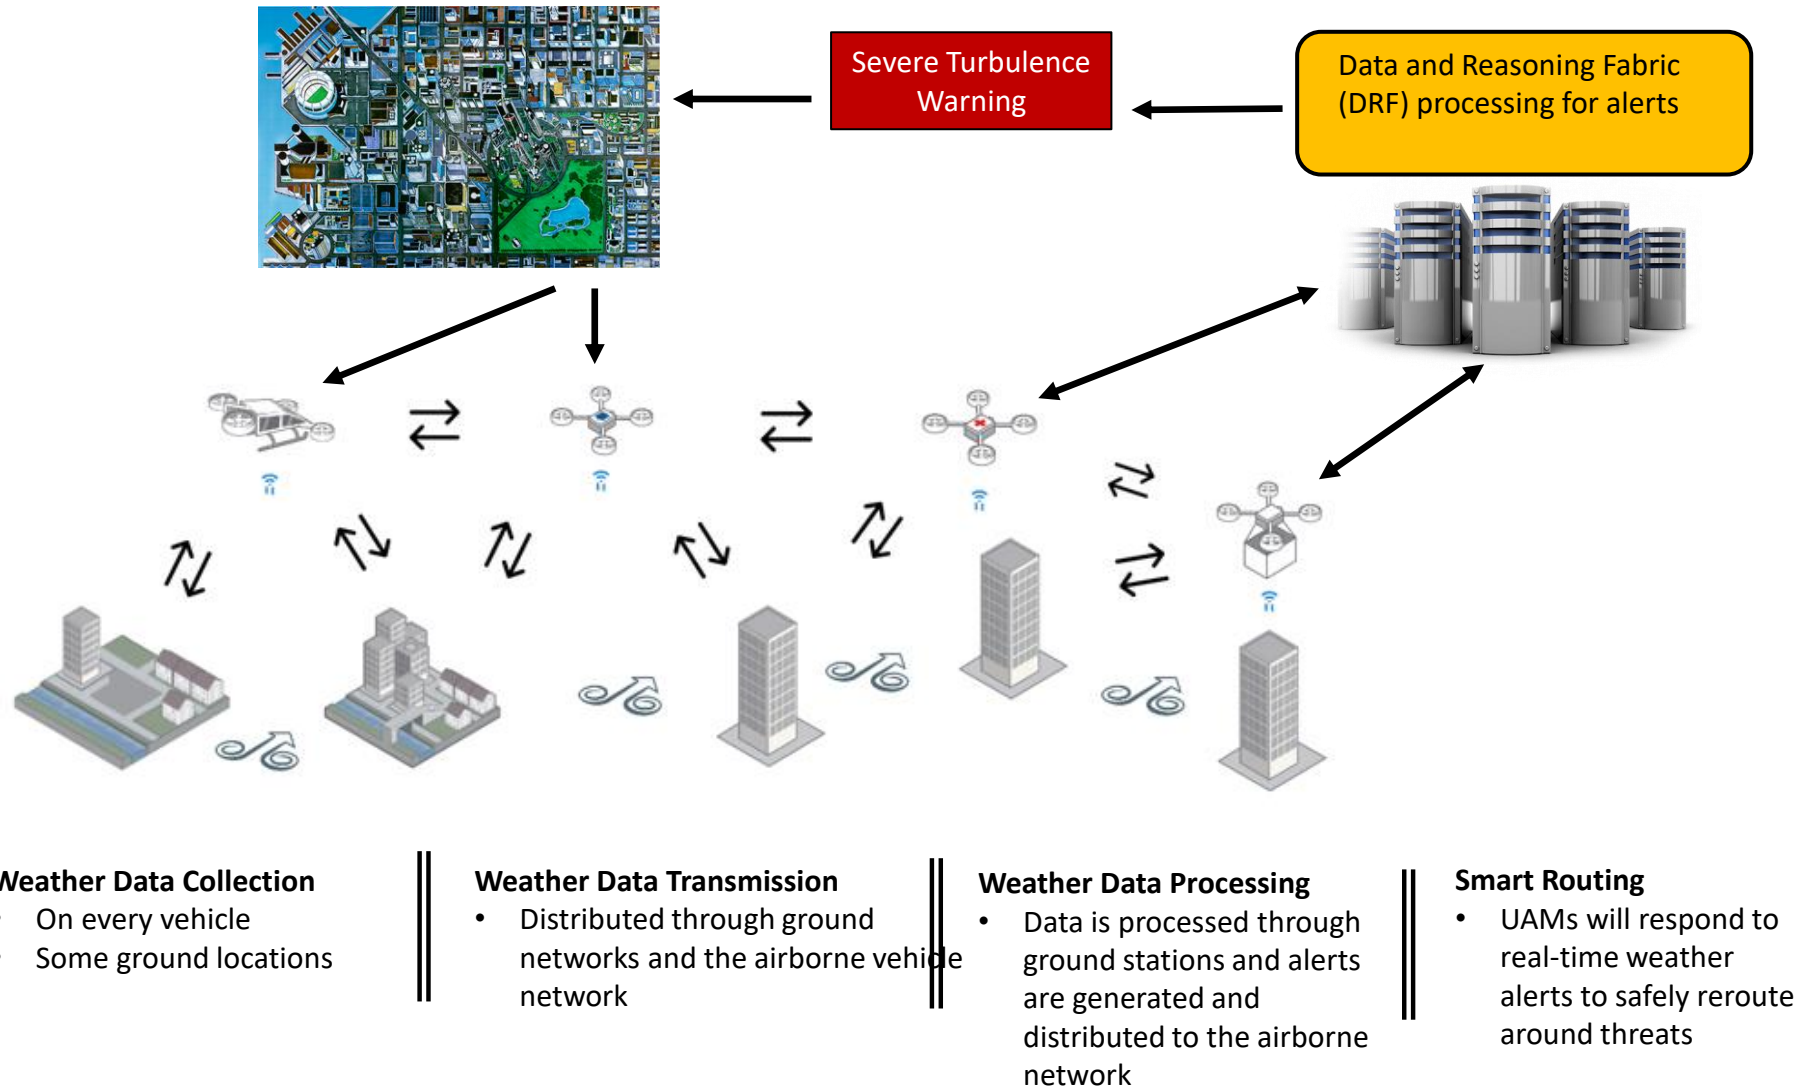 Severe Turbulence
Warning
Data and Reasoning Fabric
(DRF) processing for alerts
Weather Data Collection
On every vehicle
Some ground locations
Weather Data Transmission
• Distributed through ground
networks and the airborne vehicle
network
Weather Data Processing
• Data is processed through
ground stations and alerts
are generated and
distributed to the airborne
network
Smart Routing
• UAMs will respond to
real-time weather
alerts to safely reroute
around threats